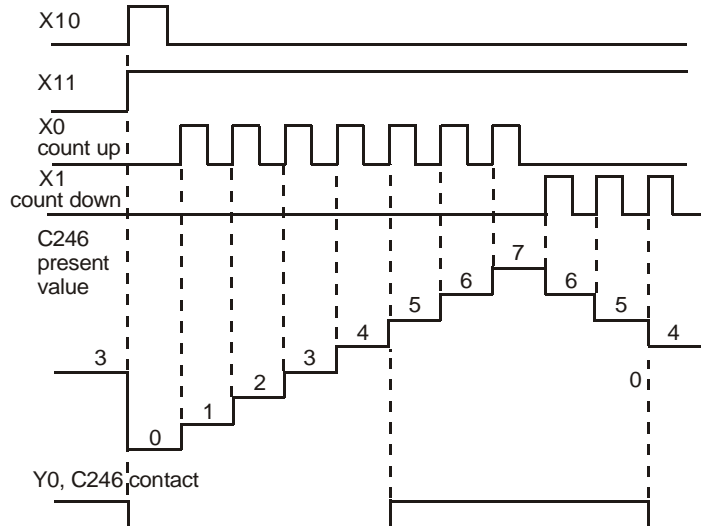 X10
X11
X0
count up
X1
count down
C246
present
value
7
6
6
5
5
4
4
3
3
0
2
1
0
Y0, C246 contact